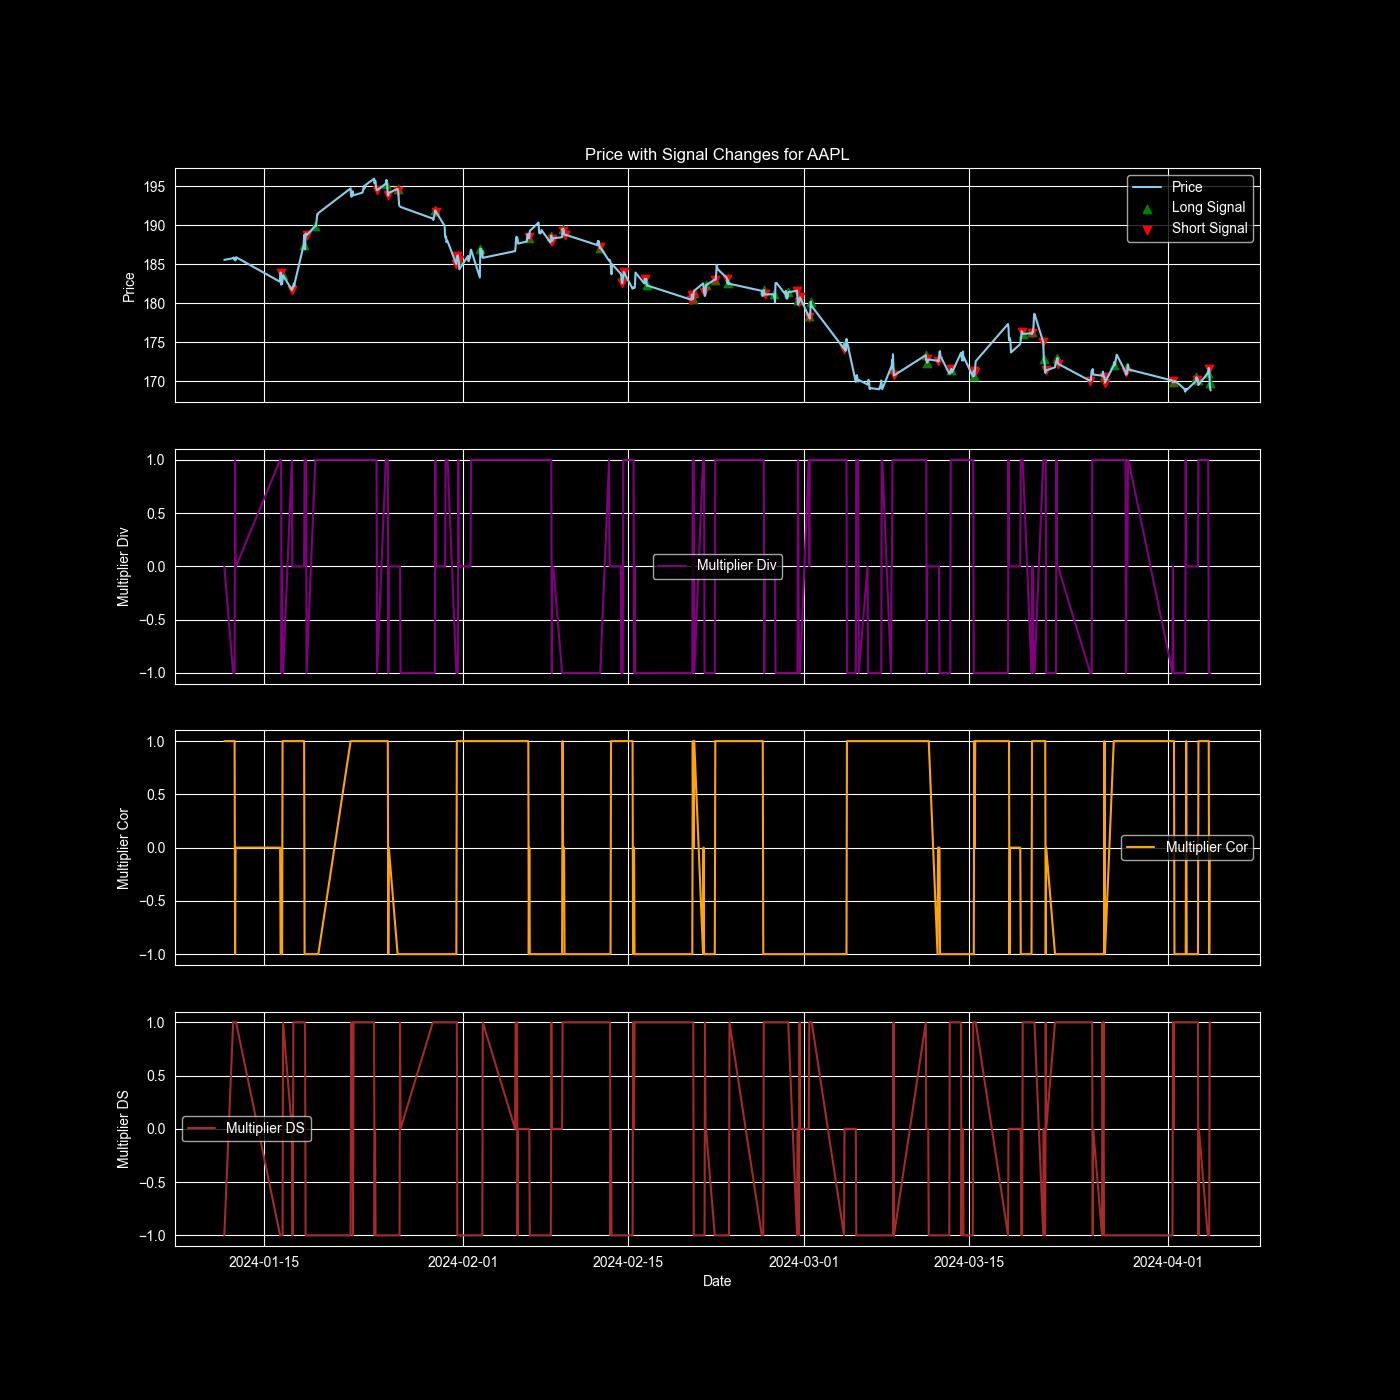 Price with Signal Changes for AAPL
195
190
185
180
175
170
Price
Price
Long Signal
Short Signal
1.0
0.5
0.0
−0.5
−1.0
Multiplier Div
Multiplier Div
1.0
0.5
0.0
−0.5
−1.0
Multiplier Cor
Multiplier Cor
1.0
0.5
0.0
−0.5
−1.0
Multiplier DS
Multiplier DS
2024-01-15 2024-02-01 2024-02-15 2024-03-01 2024-03-15 2024-04-01
Date